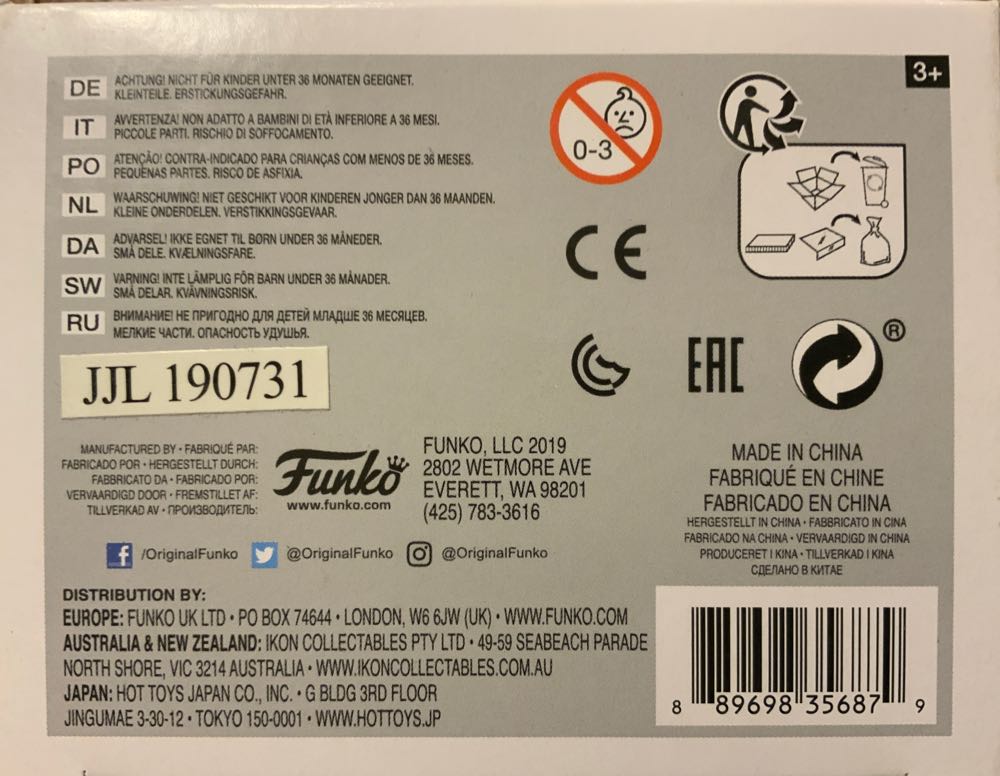 3+
DE ACHTUNG! NICHT FÜR KINDER UNTER 36 MONATEN GEEIGNET.
KLEINTEILE. ERSTICKUNGSGEFAHR.
IT AVVERTENZA! NON ADATTO A BAMBINI DI ETÀ INFERIORE A 36 MESI.
PICCOLE PARTI. RISCHIO DI SOFFOCAMENTO.
PO ATENÇÃO! CONTRA-INDICADO PARA CRIANÇAS COM MENOS DE 36 MESES.
PEQUENAS PARTES. RISCO DE ASFIXIA.
NL WAARSCHUWING! NIET GESCHIKT VOOR KINDEREN JONGER DAN 36 MAANDEN.
KLEINE ONDERDELEN. VERSTIKKINGSGEVAAR.
DA ADVARSEL! IKKE EGNET TIL BØRN UNDER 36 MÅNEDER.
SMÅ DELE. KVÆLNINGSFARE.
SW VARNING! INTE LÄMPLIG FÖR BARN UNDER 36 MÅNADER.
SMÅ DELAR. KVÄVNINGSRISK.
RU ВНИМАНИЕ! НЕ ПРИГОДНО ДЛЯ ДЕТЕЙ МЛАДШЕ 36 МЕСЯЦЕВ.
МЕЛКИЕ ЧАСТИ. ОПАСНОСТЬ УДУШЬЯ.
0-3
CE
EAC
®
JJL 190731
MANUFACTURED BY • FABRIQUÉ PAR:
FABRICADO POR • HERGESTELLT DURCH:
FABBRICATO DA • FABRICADO POR:
VERVAARDIGD DOOR • FREMSTILLET AF:
TILLVERKAD AV • ПРОИЗВОДИТЕЛЬ:
Funko
www.funko.com
FUNKO, LLC 2019
2802 WETMORE AVE
EVERETT, WA 98201
(425) 783-3616
MADE IN CHINA
FABRIQUÉ EN CHINE
FABRICADO EN CHINA
HERGESTELLT IN CHINA • FABBRICATO IN CINA
FABRICADO NA CHINA • VERVAARDIGD IN CHINA
PRODUCERET I KINA • TILLVERKAD I KINA
СДЕЛАНО В КИТАЕ
f /OriginalFunko @OriginalFunko @OriginalFunko
DISTRIBUTION BY:
EUROPE: FUNKO UK LTD • PO BOX 74644 • LONDON, W6 6JW (UK) • WWW.FUNKO.COM
AUSTRALIA & NEW ZEALAND: IKON COLLECTABLES PTY LTD • 49-59 SEABEACH PARADE
NORTH SHORE, VIC 3214 AUSTRALIA • WWW.IKONCOLLECTABLES.COM.AU
JAPAN: HOT TOYS JAPAN CO., INC. • G BLDG 3RD FLOOR
JINGUMAE 3-30-12 • TOKYO 150-0001 • WWW.HOTTOYS.JP
8 89698 35687 9